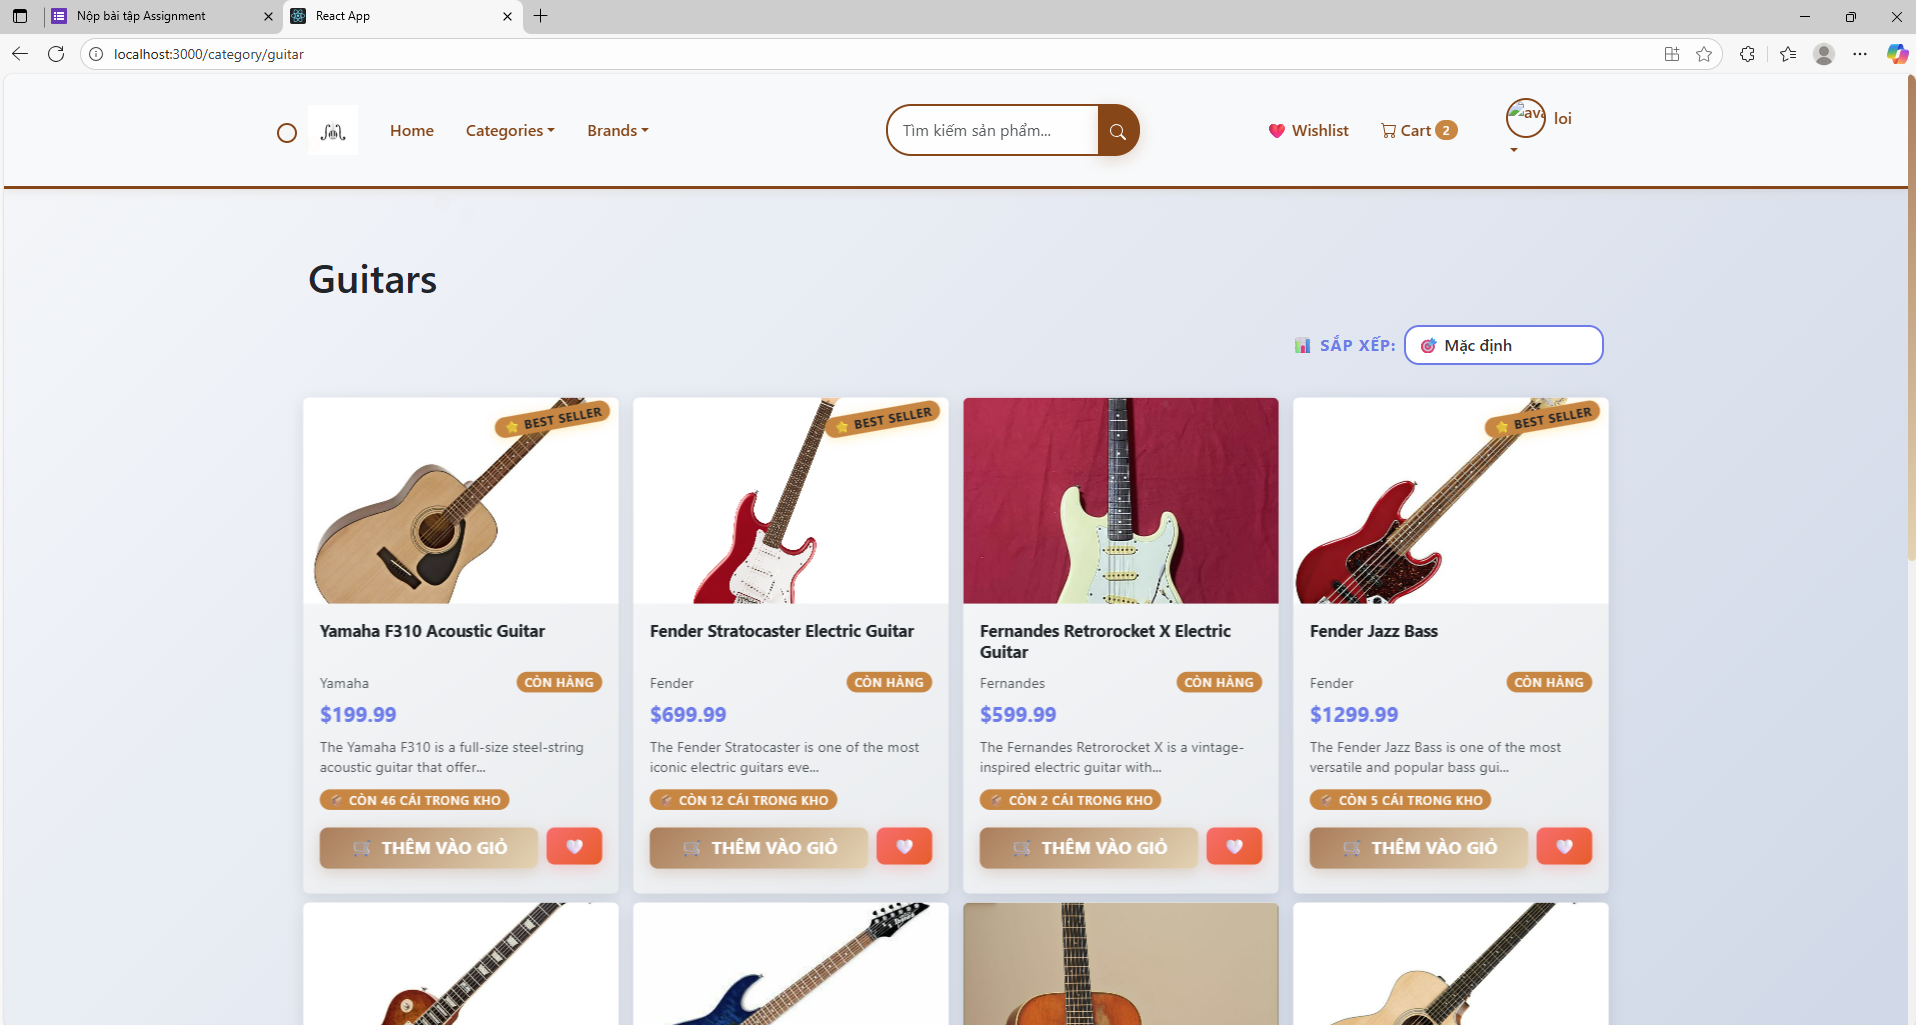 Nộp bài tập Assignment
React App
localhost:3000/category/guitar
Home
Categories
Brands
Tìm kiếm sản phẩm...
Wishlist
Cart 2
ava
loi
Guitars
SẮP XẾP:
Mặc định
BEST SELLER
BEST SELLER
BEST SELLER
Yamaha F310 Acoustic Guitar
Yamaha
CÒN HÀNG
$199.99
The Yamaha F310 is a full-size steel-string
acoustic guitar that offer...
CÒN 46 CÁI TRONG KHO
THÊM VÀO GIỎ
Fender Stratocaster Electric Guitar
Fender
CÒN HÀNG
$699.99
The Fender Stratocaster is one of the most
iconic electric guitars eve...
CÒN 12 CÁI TRONG KHO
THÊM VÀO GIỎ
Fernandes Retrorocket X Electric
Guitar
Fernandes
CÒN HÀNG
$599.99
The Fernandes Retrorocket X is a vintage-
inspired electric guitar with...
CÒN 2 CÁI TRONG KHO
THÊM VÀO GIỎ
Fender Jazz Bass
Fender
CÒN HÀNG
$1299.99
The Fender Jazz Bass is one of the most
versatile and popular bass gui...
CÒN 5 CÁI TRONG KHO
THÊM VÀO GIỎ